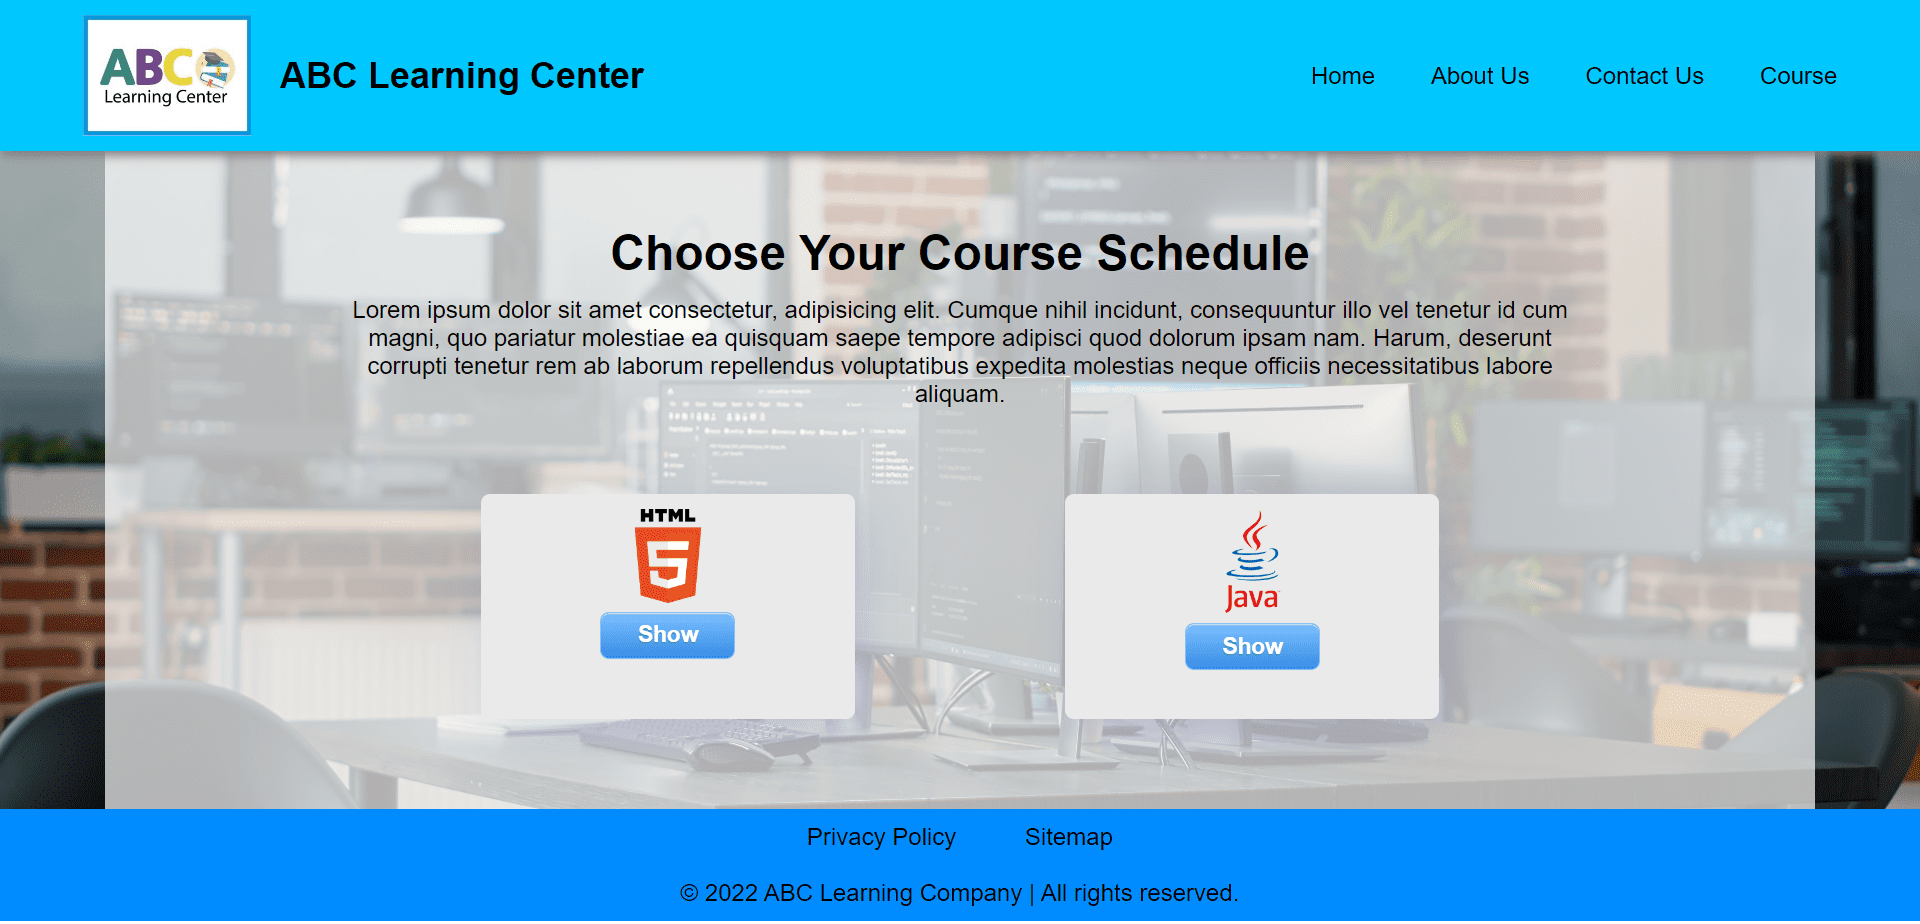 ABC
Learning Center
ABC Learning Center
Home
About Us
Contact Us
Course
Choose Your Course Schedule
Lorem ipsum dolor sit amet consectetur, adipisicing elit. Cumque nihil incidunt, consequuntur illo vel tenetur id cum
magni, quo pariatur molestiae ea quisquam saepe tempore adipisci quod dolorum ipsam nam. Harum, deserunt
corrupti tenetur rem ab laborum repellendus voluptatibus expedita molestias neque officiis necessitatibus labore
aliquam.
HTML
5
Show
Java
Show
Privacy Policy
Sitemap
© 2022 ABC Learning Company | All rights reserved.